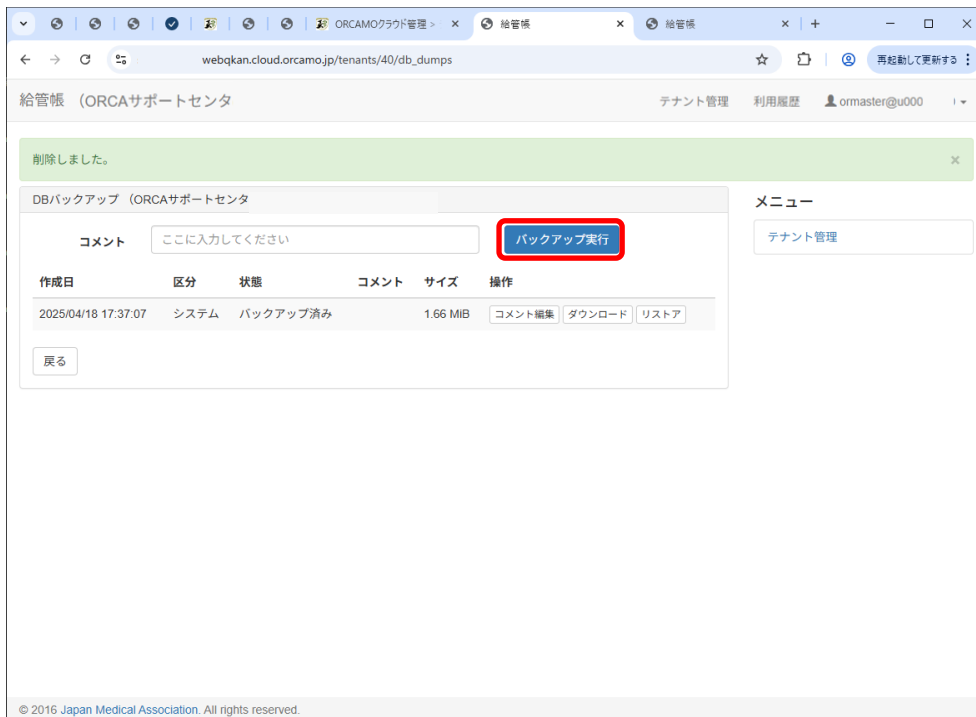 ORCAMOクラウド管理 >
給管帳
給管帳
webqkan.cloud.orcamo.jp/tenants/40/db_dumps
再起動して更新する
給管帳 （ORCAサポートセンタ
テナント管理 利用履歴 ormaster@u000
削除しました。
×
DBバックアップ （ORCAサポートセンタ
メニュー
コメント ここに入力してください バックアップ実行
テナント管理
作成日 区分 状態 コメント サイズ 操作
2025/04/18 17:37:07 システム バックアップ済み 1.66 MiB コメント編集 ダウンロード リストア
戻る
© 2016 Japan Medical Association. All rights reserved.